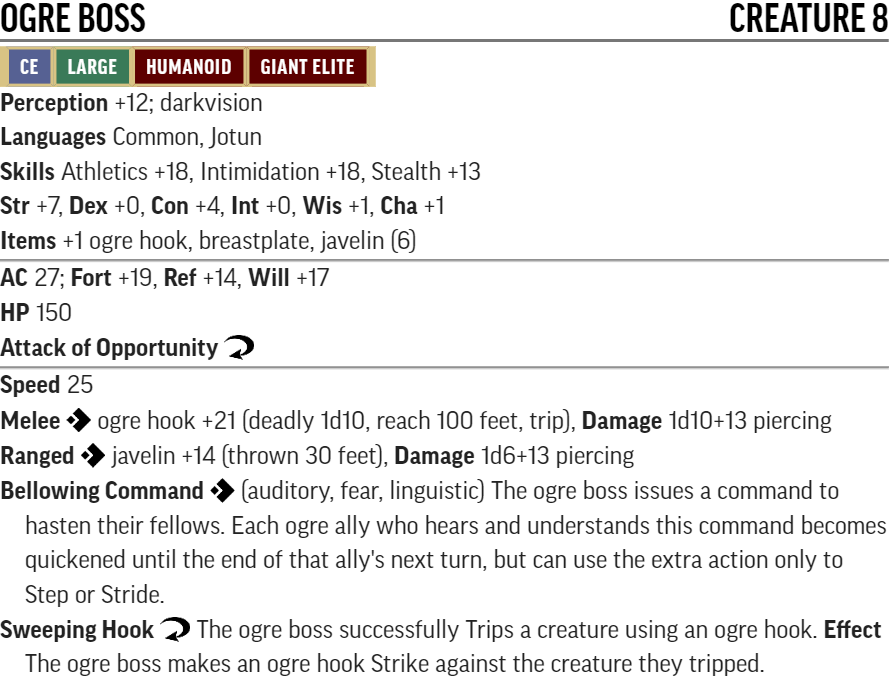 OGRE BOSS CREATURE 8
CE LARGE HUMANOID GIANT ELITE
Perception +12; darkvision
Languages Common, Jotun
Skills Athletics +18, Intimidation +18, Stealth +13
Str +7, Dex +0, Con +4, Int +0, Wis +1, Cha +1
Items +1 ogre hook, breastplate, javelin (6)
AC 27; Fort +19, Ref +14, Will +17
HP 150
Attack of Opportunity
Speed 25
Melee ogre hook +21 (deadly 1d10, reach 100 feet, trip), Damage 1d10+13 piercing
Ranged javelin +14 (thrown 30 feet), Damage 1d6+13 piercing
Bellowing Command (auditory, fear, linguistic) The ogre boss issues a command to
hasten their fellows. Each ogre ally who hears and understands this command becomes
quickened until the end of that ally's next turn, but can use the extra action only to
Step or Stride.
Sweeping Hook The ogre boss successfully Trips a creature using an ogre hook. Effect
The ogre boss makes an ogre hook Strike against the creature they tripped.